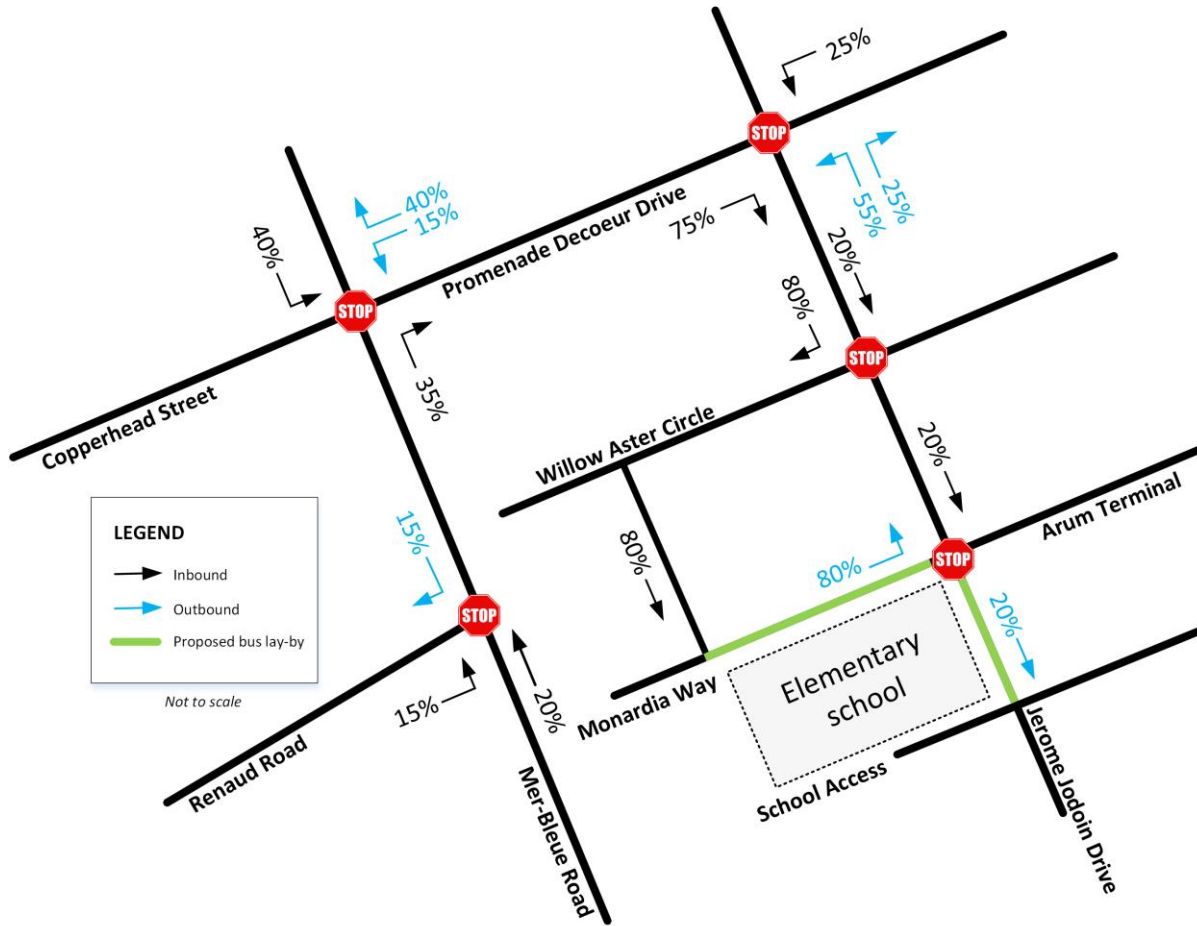 25%
STOP
40%
15%
25%
55%
40%
Promenade Decoeur Drive
75%
20%
80%
STOP
STOP
35%
Copperhead Street
Willow Aster Circle
20%
Arum Terminal
LEGEND
Inbound
Outbound
Proposed bus lay-by
Not to scale
15%
80%
80%
STOP
20%
STOP
Elementary
school
15%
20%
Monardia Way
Renaud Road
Mer-Bleue Road
School Access
Jerome Jodoin Drive